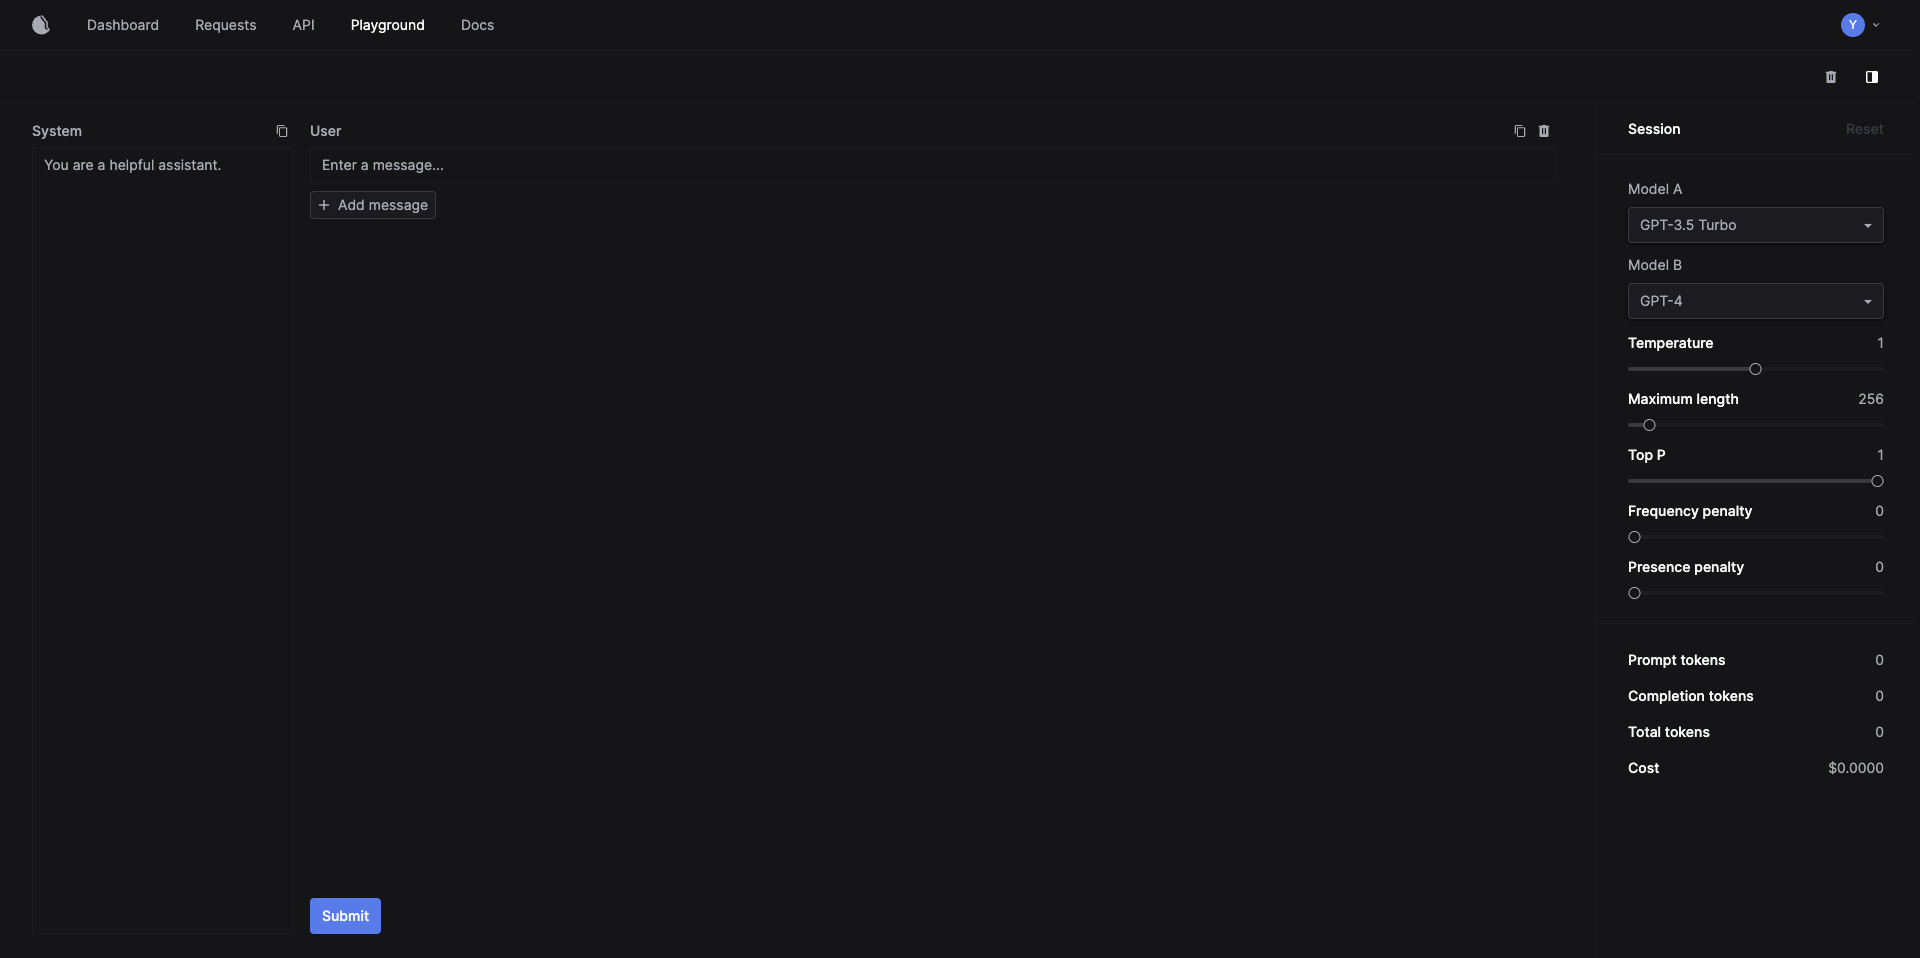 Dashboard Requests API Playground Docs Y
System
You are a helpful assistant.
User
Enter a message...
+ Add message
Submit
Session Reset
Model A
GPT-3.5 Turbo
Model B
GPT-4
Temperature 1
Maximum length 256
Top P 1
Frequency penalty 0
Presence penalty 0
Prompt tokens 0
Completion tokens 0
Total tokens 0
Cost $0.0000